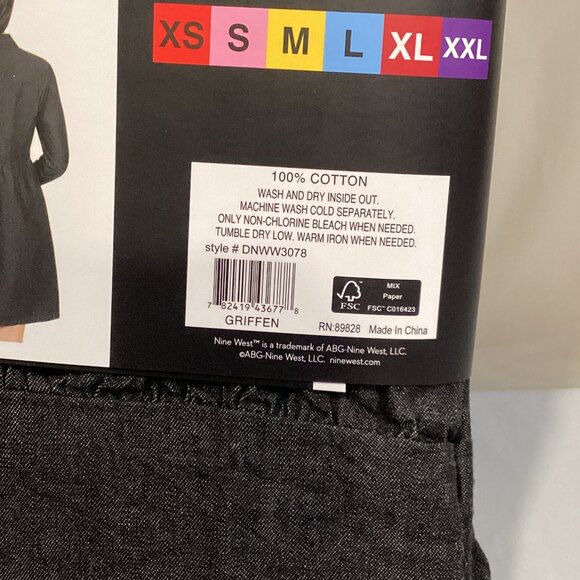 XS S M L XL XXL
100% COTTON
WASH AND DRY INSIDE OUT.
MACHINE WASH COLD SEPARATELY.
ONLY NON-CHLORINE BLEACH WHEN NEEDED.
TUMBLE DRY LOW. WARM IRON WHEN NEEDED.
style # DNWW3078
7 82419 43677 8
GRIFFEN
FSC
MIX
Paper
FSC™ C016423
RN:89828 Made In China
Nine West™ is a trademark of ABG-Nine West, LLC.
©ABG-Nine West, LLC. ninewest.com